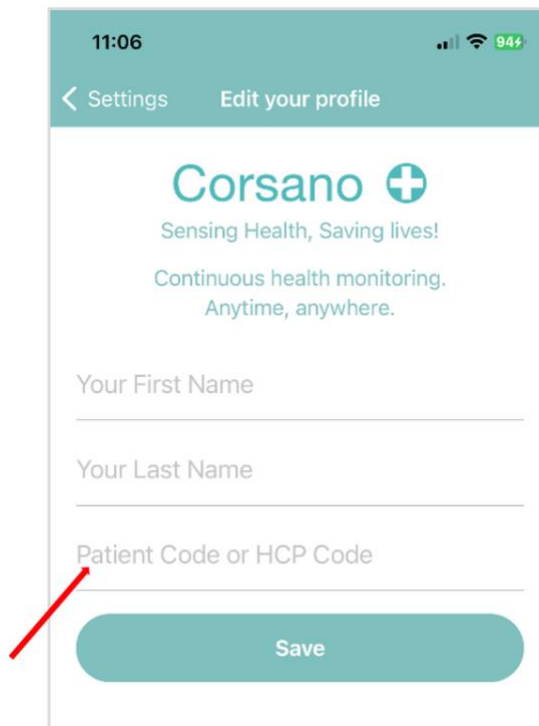 11:06
94
Settings
Edit your profile
Corsano
Sensing Health, Saving lives!
Continuous health monitoring.
Anytime, anywhere.
Your First Name
Your Last Name
Patient Code or HCP Code
Save